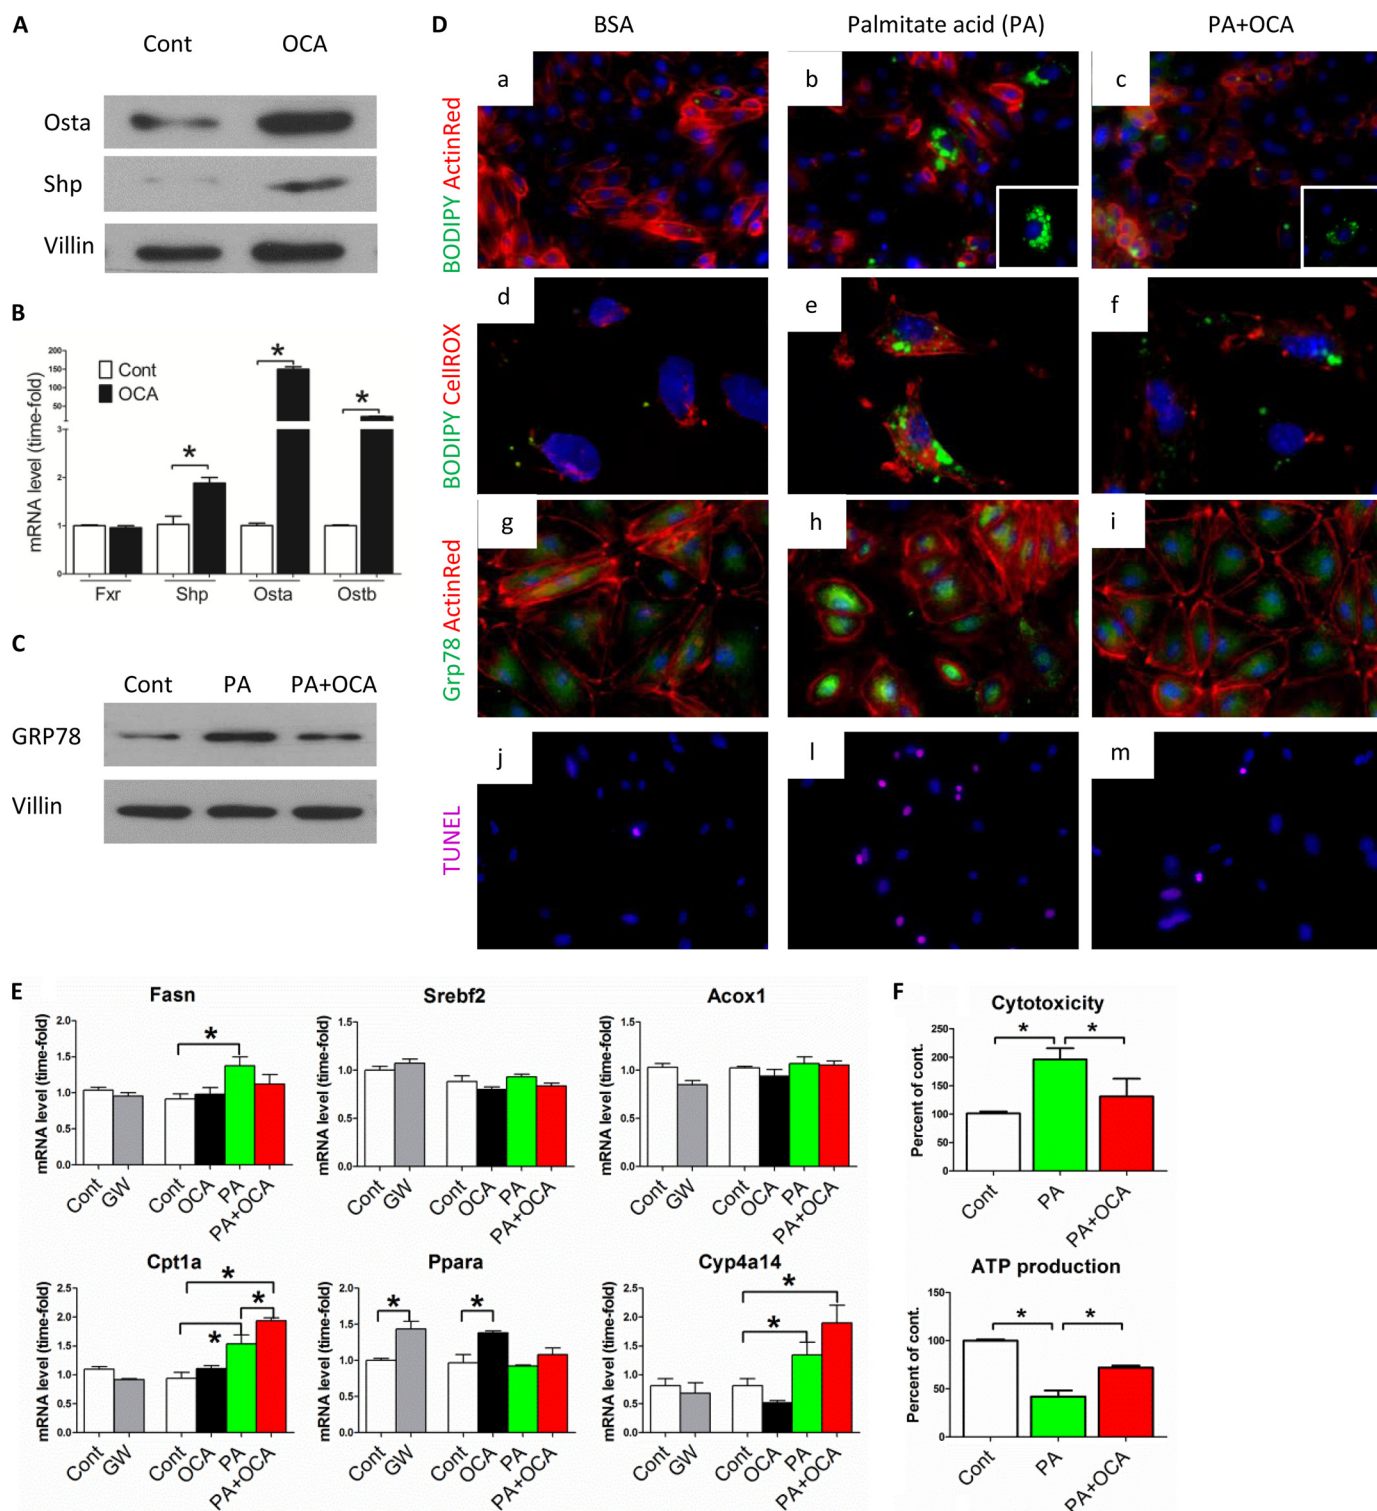 A
Cont OCA
Osta
Shp
Villin
B
mRNA level (time-fold)
200
150
100
50
3
2
1
0
Cont
OCA
*
*
*
Fxr Shp Osta Ostb
C
Cont PA PA+OCA
GRP78
Villin
D
BSA Palmitate acid (PA) PA+OCA
BODIPY ActinRed
a b c
BODIPY CellROX
d e f
Grp78 ActinRed
g h i
TUNEL
j l m
E
Fasn
mRNA level (time-fold)
2.0
1.5
1.0
0.5
0.0
*
Cont GW Cont OCA PA PA+OCA
Srebf2
mRNA level (time-fold)
1.5
1.0
0.5
0.0
Cont GW Cont OCA PA PA+OCA
Acox1
mRNA level (time-fold)
1.5
1.0
0.5
0.0
Cont GW Cont OCA PA PA+OCA
Cpt1a
mRNA level (time-fold)
2.5
2.0
1.5
1.0
0.5
0.0
*
*
*
Cont GW Cont OCA PA PA+OCA
Ppara
mRNA level (time-fold)
2.0
1.5
1.0
0.5
0.0
* *
Cont GW Cont OCA PA PA+OCA
Cyp4a14
mRNA level (time-fold)
2.5
2.0
1.5
1.0
0.5
0.0
*
*
Cont GW Cont OCA PA PA+OCA
F
Cytotoxicity
Percent of cont.
250
200
150
100
50
0
* *
Cont PA PA+OCA
ATP production
Percent of cont.
150
100
50
0
* *
Cont PA PA+OCA